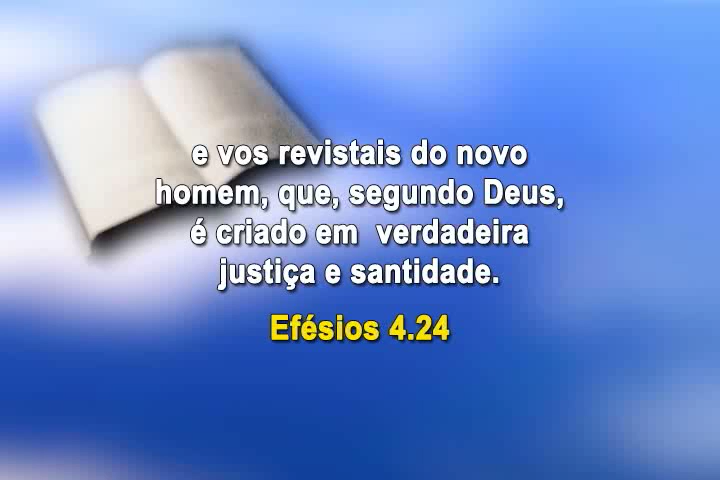 e vos revistais do novo
homem, que, segundo Deus,
é criado em verdadeira
justiça e santidade.
Efésios 4.24